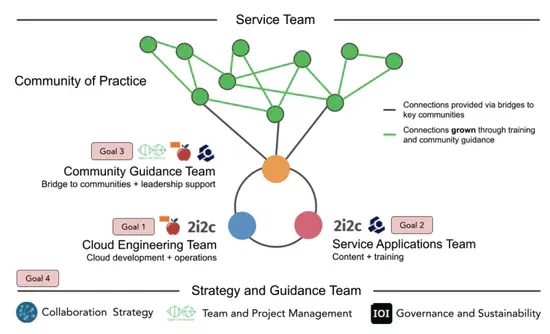 Service Team
Community of Practice
Connections provided via bridges to
key communities
Connections grown through training
and community guidance
Goal 3
Community Guidance Team
Bridge to communities + leadership support
Goal 1
2i2c
Cloud Engineering Team
Cloud development + operations
2i2c
Goal 2
Service Applications Team
Content + training
Goal 4
Strategy and Guidance Team
Collaboration Strategy
Team and Project Management
IOI
Governance and Sustainability